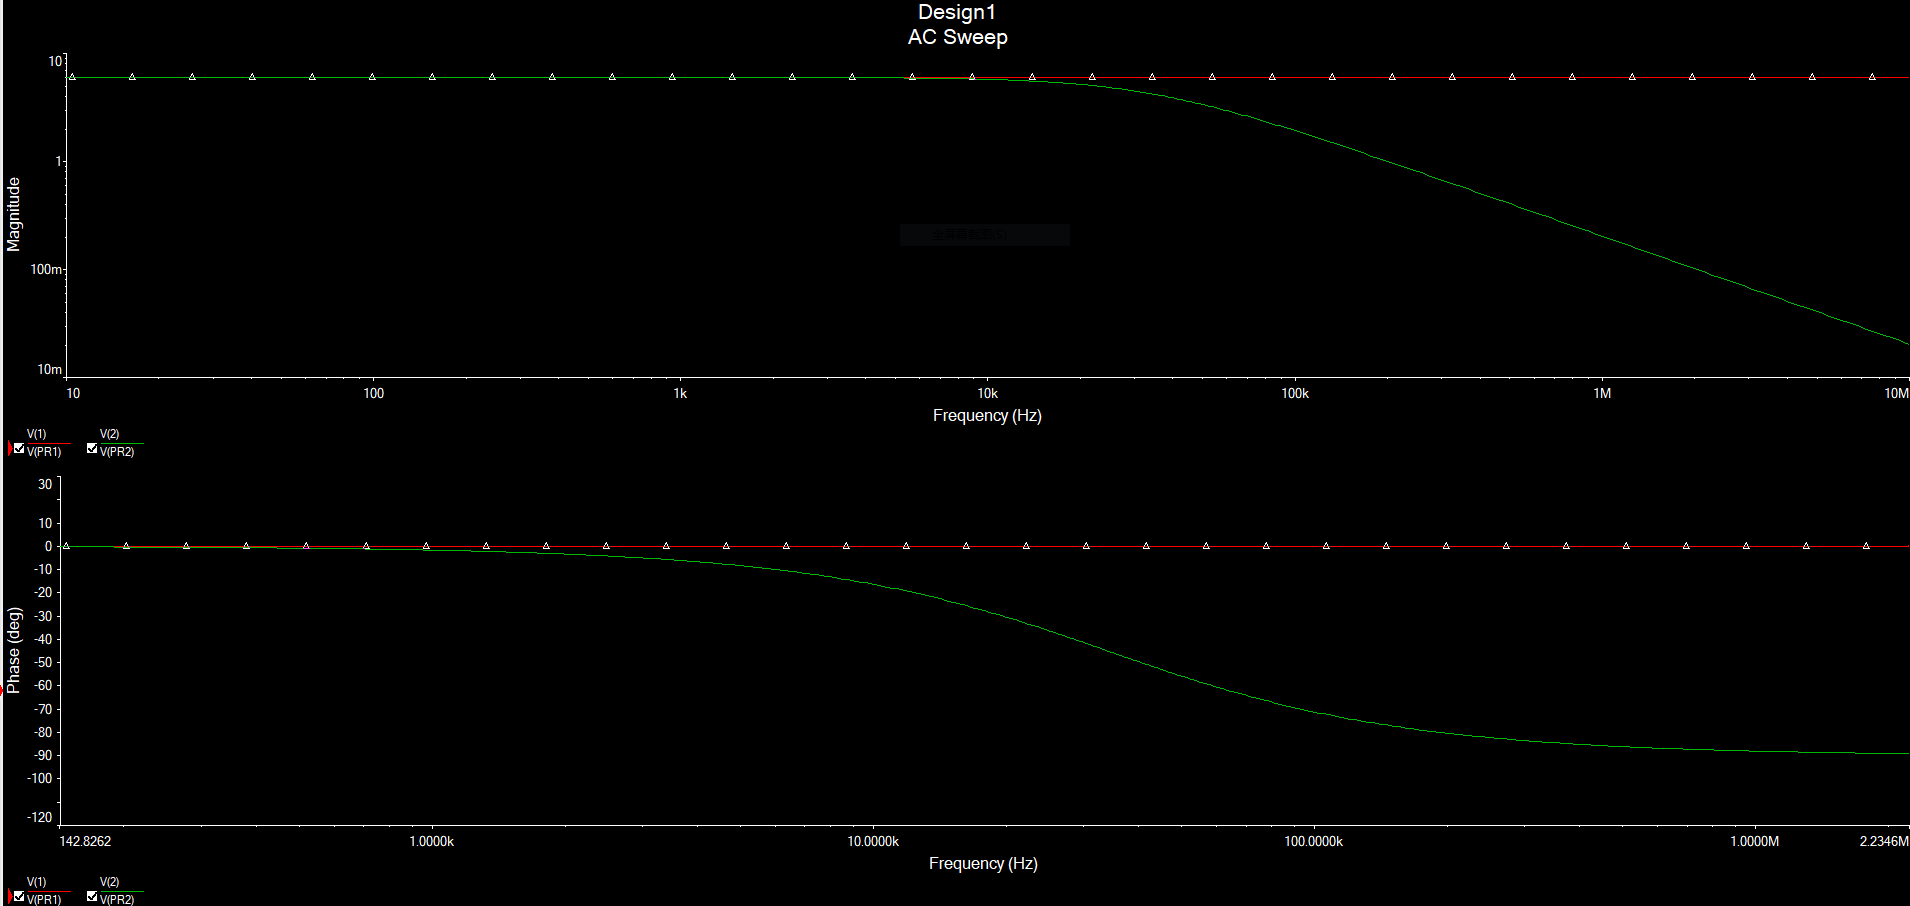 Design1
AC Sweep
10
1
100m
10m
Magnitude
10 100 1k 10k 100k 1M 10M
Frequency (Hz)
V(1) V(2)
V(PR1) V(PR2)
30
10
0
-10
-20
-30
-40
-50
-60
-70
-80
-90
-100
-120
Phase (deg)
142.8262 1.0000k 10.0000k 100.0000k 1.0000M 2.2346M
Frequency (Hz)
V(1) V(2)
V(PR1) V(PR2)